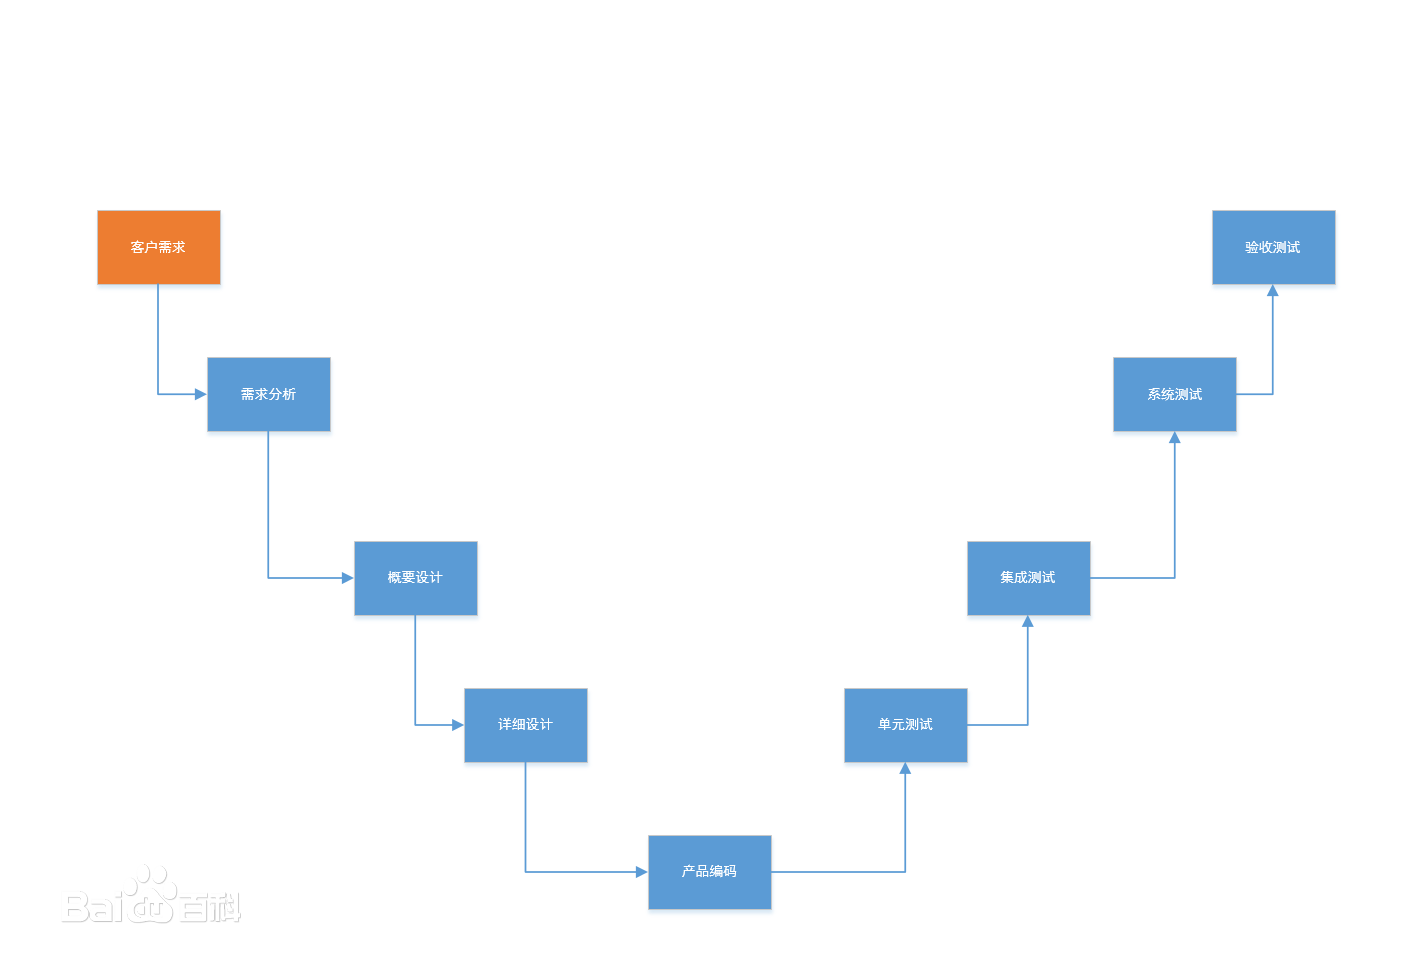 客户需求
验收测试
需求分析
系统测试
概要设计
集成测试
详细设计
单元测试
产品编码
Bai百科